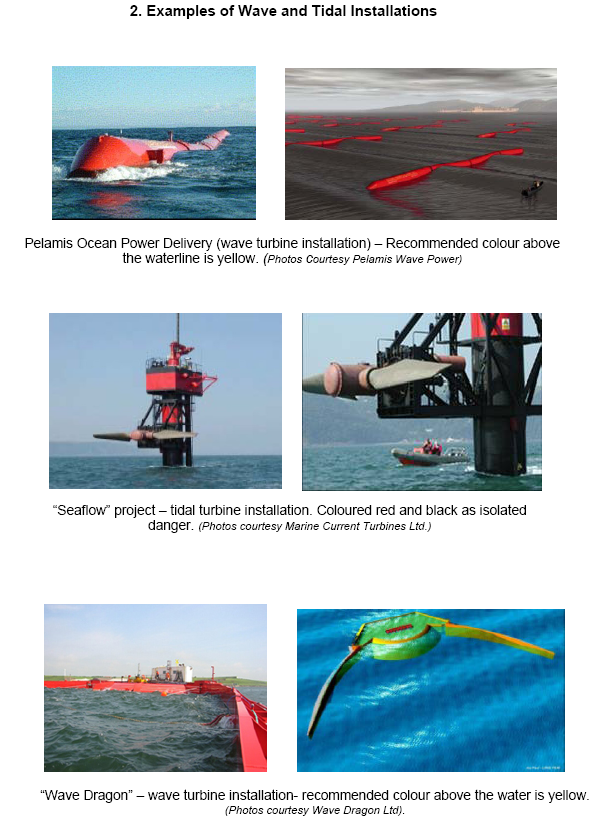 2. Examples of Wave and Tidal Installations
Pelamis Ocean Power Delivery (wave turbine installation) – Recommended colour above
the waterline is yellow. (Photos Courtesy Pelamis Wave Power)
“Seaflow” project – tidal turbine installation. Coloured red and black as isolated
danger. (Photos courtesy Marine Current Turbines Ltd.)
“Wave Dragon” – wave turbine installation- recommended colour above the water is yellow.
(Photos courtesy Wave Dragon Ltd).